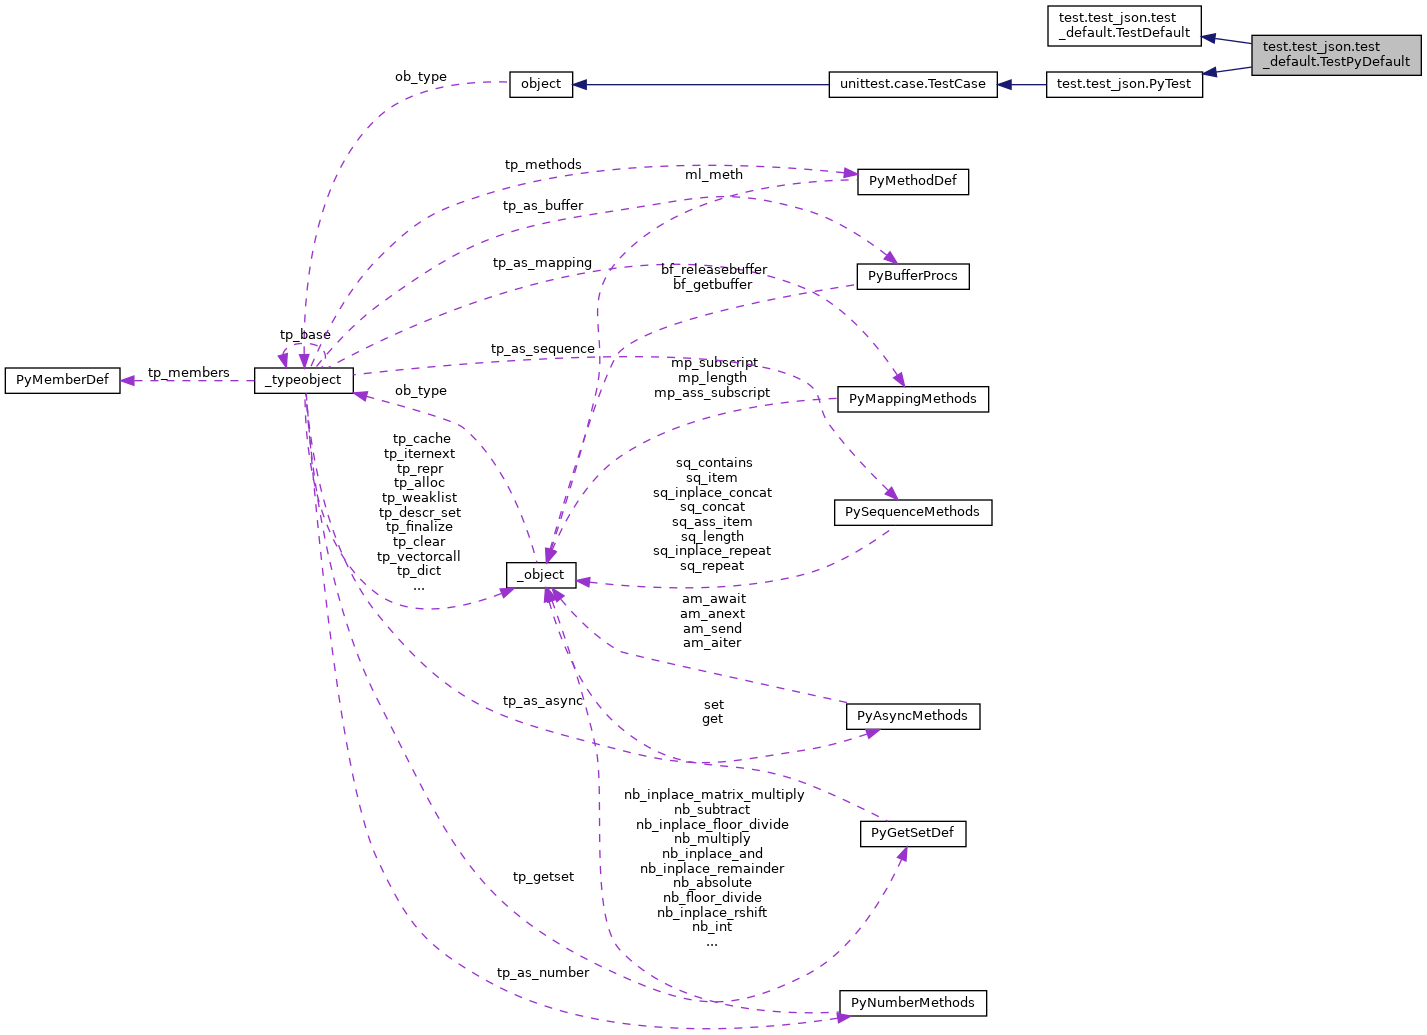 test.test_json.test
_default.TestDefault
test.test_json.test
_default.TestPyDefault
ob_type
object
unittest.case.TestCase
test.test_json.PyTest
tp_methods
ml_meth
PyMethodDef
tp_as_buffer
tp_as_mapping
bf_releasebuffer
bf_getbuffer
PyBufferProcs
tp_base
tp_as_sequence
mp_subscript
mp_length
mp_ass_subscript
PyMemberDef
tp_members
_typeobject
ob_type
PyMappingMethods
tp_cache
tp_iternext
tp_repr
tp_alloc
tp_weaklist
tp_descr_set
tp_finalize
tp_clear
tp_vectorcall
tp_dict
...
sq_contains
sq_item
sq_inplace_concat
sq_concat
sq_ass_item
sq_length
sq_inplace_repeat
sq_repeat
PySequenceMethods
_object
am_await
am_anext
am_send
am_aiter
tp_as_async
set
get
PyAsyncMethods
nb_inplace_matrix_multiply
nb_subtract
nb_inplace_floor_divide
nb_multiply
nb_inplace_and
nb_inplace_remainder
nb_absolute
nb_floor_divide
nb_inplace_rshift
nb_int
...
PyGetSetDef
tp_getset
tp_as_number
PyNumberMethods